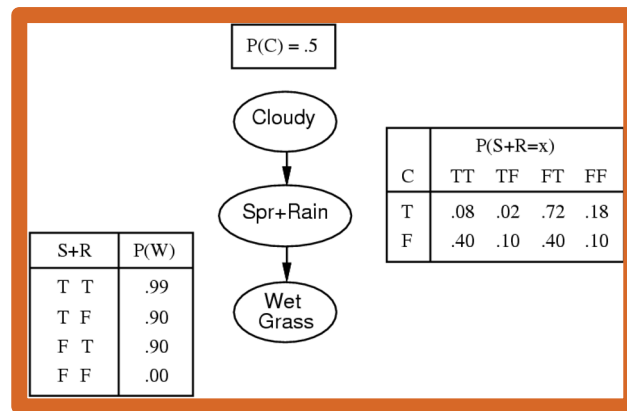 P(C) = .5
Cloudy
Spr+Rain
Wet
Grass
P(S+R=x)
C TT TF FT FF
T .08 .02 .72 .18
F .40 .10 .40 .10
S+R P(W)
T T .99
T F .90
F T .90
F F .00